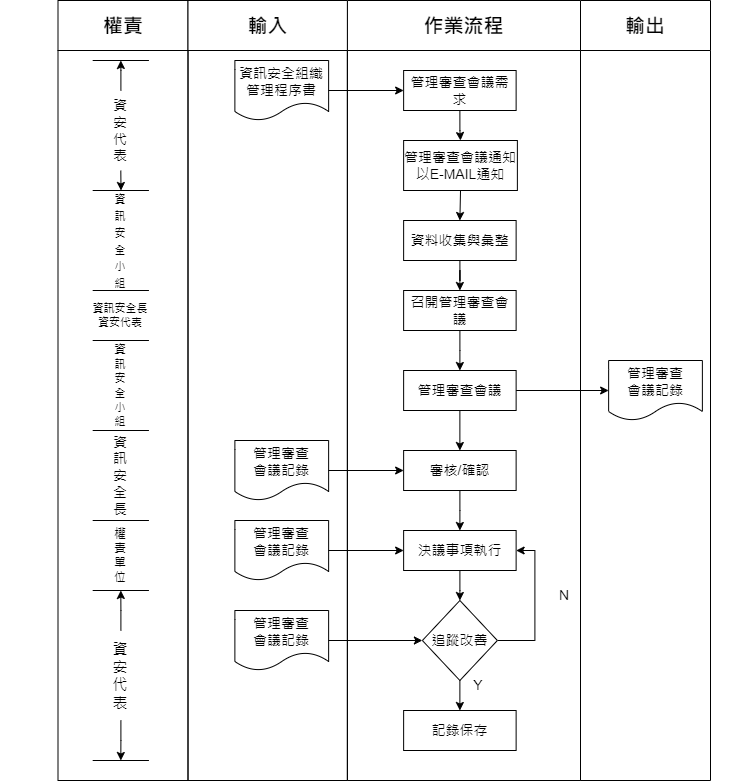 權責
輸入
作業流程
輸出
資安代表
資訊安全小組
資訊安全長
資安代表
資訊安全小組
資訊安全長
權責單位
資安代表
資訊安全組織
管理程序書
管理審查會議需
求
管理審查會議通知
以E-MAIL通知
資料收集與彙整
召開管理審查會
議
管理審查會議
管理審查
會議記錄
管理審查
會議記錄
審核/確認
管理審查
會議記錄
決議事項執行
N
管理審查
會議記錄
追蹤改善
Y
記錄保存